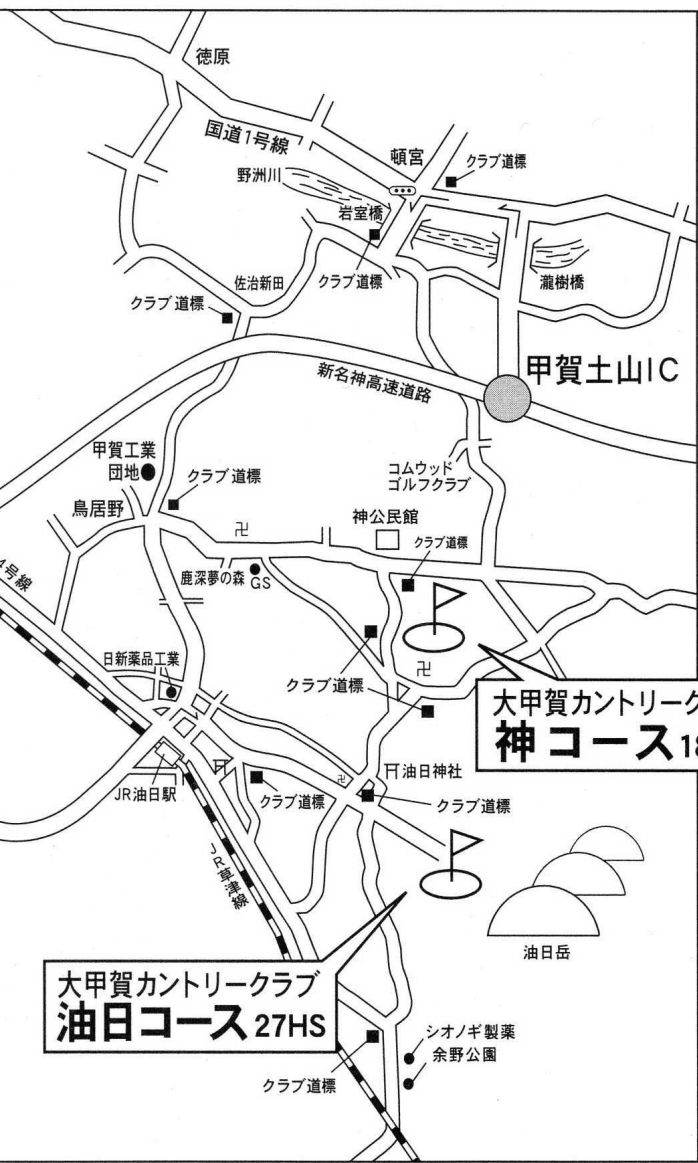 徳原
国道1号線
頓宮
クラブ道標
野洲川
岩室橋
佐治新田
クラブ道標
瀧樹橋
クラブ道標
甲賀土山IC
新名神高速道路
甲賀工業
団地
クラブ道標
コムウッド
ゴルフクラブ
鳥居野
神公民館
卍
クラブ道標
鹿深夢の森
GS
4号線
日新薬品工業
クラブ道標
卍
大甲賀カントリーク
神コース18
油日神社
卍
JR油日駅
クラブ道標
クラブ道標
JR草津線
油日岳
大甲賀カントリークラブ
油日コース27HS
シオノギ製薬
余野公園
クラブ道標